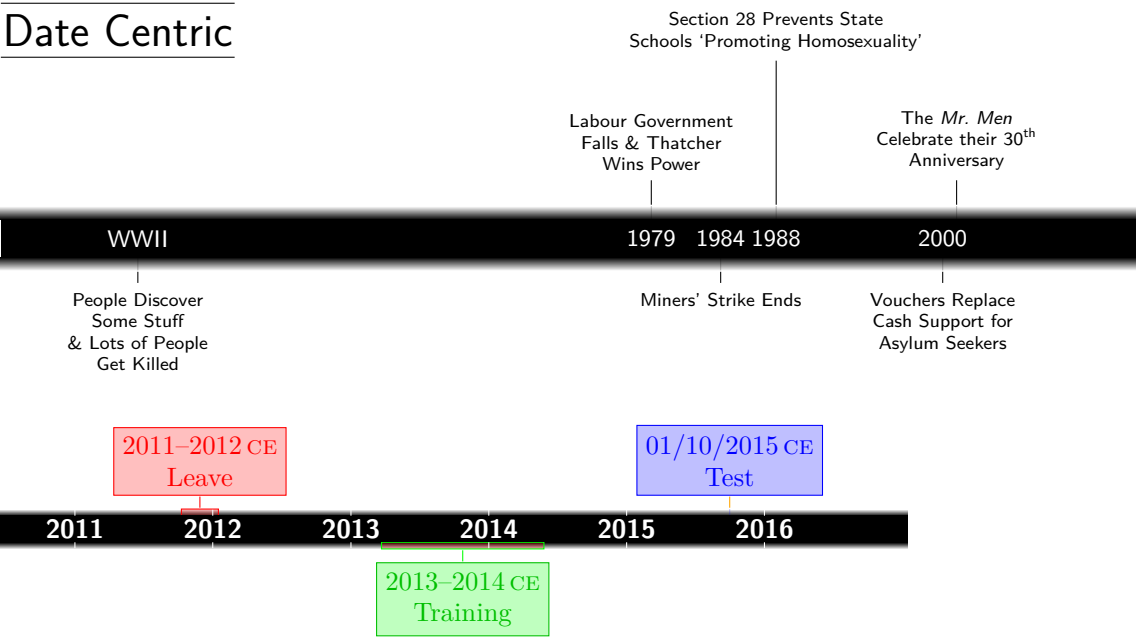 Date Centric
Section 28 Prevents State
Schools ‘Promoting Homosexuality’
Labour Government
Falls & Thatcher
Wins Power
The Mr. Men
Celebrate their 30th
Anniversary
WWII 1979 1984 1988 2000
People Discover
Some Stuff
& Lots of People
Get Killed
Miners’ Strike Ends
Vouchers Replace
Cash Support for
Asylum Seekers
2011–2012 CE
Leave
01/10/2015 CE
Test
2011 2012 2013 2014 2015 2016
2013–2014 CE
Training